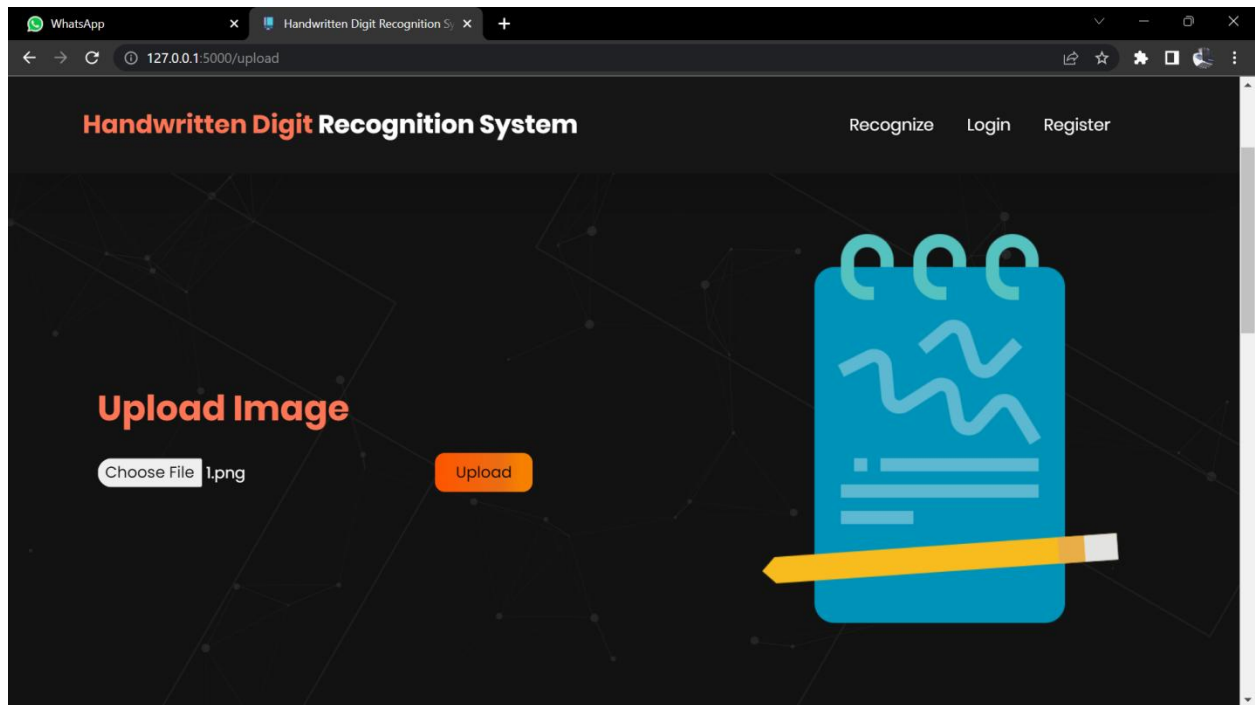 WhatsApp
Handwritten Digit Recognition Sy
127.0.0.1:5000/upload
Handwritten Digit Recognition System
Recognize Login Register
Upload Image
Choose File 1.png
Upload